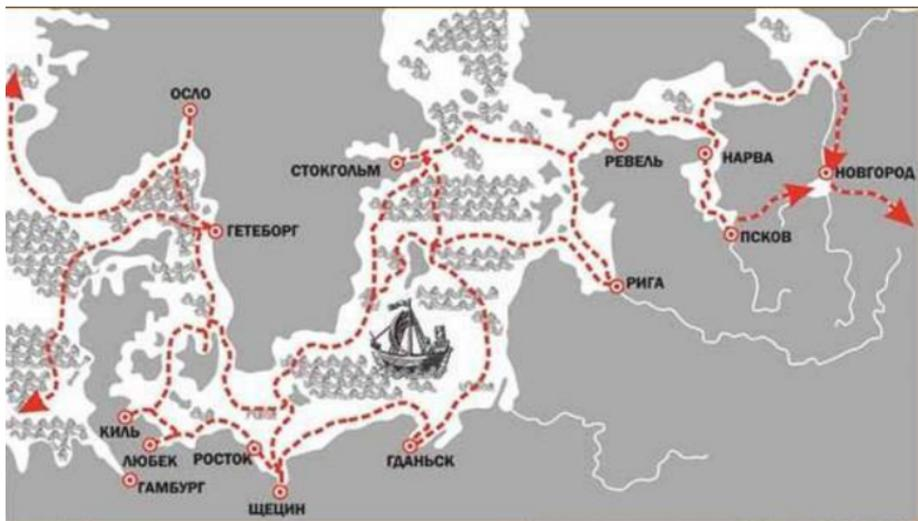 ОСЛО
СТОКГОЛЬМ
РЕВЕЛЬ
НАРВА
НОВГОРОД
ГЕТЕБОРГ
ПСКОВ
РИГА
КИЛЬ
ЛЮБЕК
РОСТОК
ГДАНЬСК
ГАМБУРГ
ЩЕЦИН